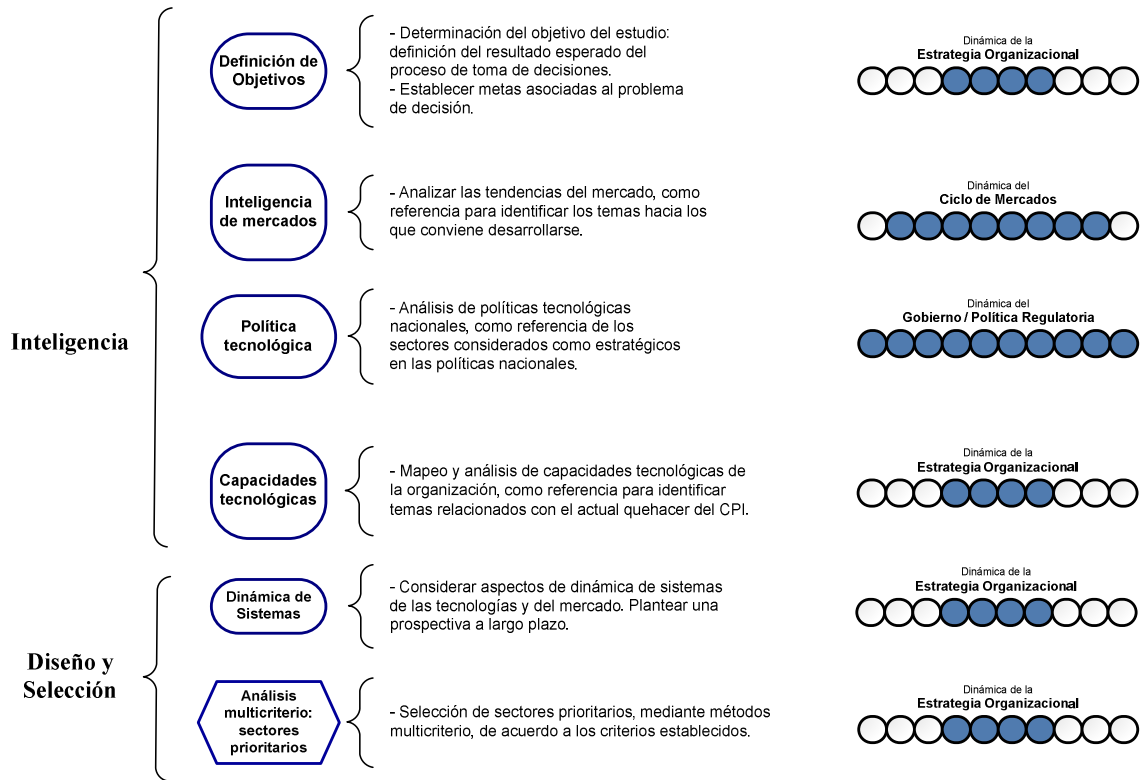 Inteligencia
Definición de
Objetivos
- Determinación del objetivo del estudio:
definición del resultado esperado del
proceso de toma de decisiones.
- Establecer metas asociadas al problema
de decisión.
Dinámica de la
Estrategia Organizacional
Inteligencia
de mercados
- Analizar las tendencias del mercado, como
referencia para identificar los temas hacia los
que conviene desarrollarse.
Dinámica del
Ciclo de Mercados
Política
tecnológica
- Análisis de políticas tecnológicas
nacionales, como referencia de los
sectores considerados como estratégicos
en las políticas nacionales.
Dinámica del
Gobierno / Política Regulatoria
Capacidades
tecnológicas
- Mapeo y análisis de capacidades tecnológicas de
la organización, como referencia para identificar
temas relacionados con el actual quehacer del CPI.
Dinámica de la
Estrategia Organizacional
Diseño y
Selección
Dinámica de
Sistemas
- Considerar aspectos de dinámica de sistemas
de las tecnologías y del mercado. Plantear una
prospectiva a largo plazo.
Dinámica de la
Estrategia Organizacional
Análisis
multicriterio:
sectores
prioritarios
- Selección de sectores prioritarios, mediante métodos
multicriterio, de acuerdo a los criterios establecidos.
Dinámica de la
Estrategia Organizacional